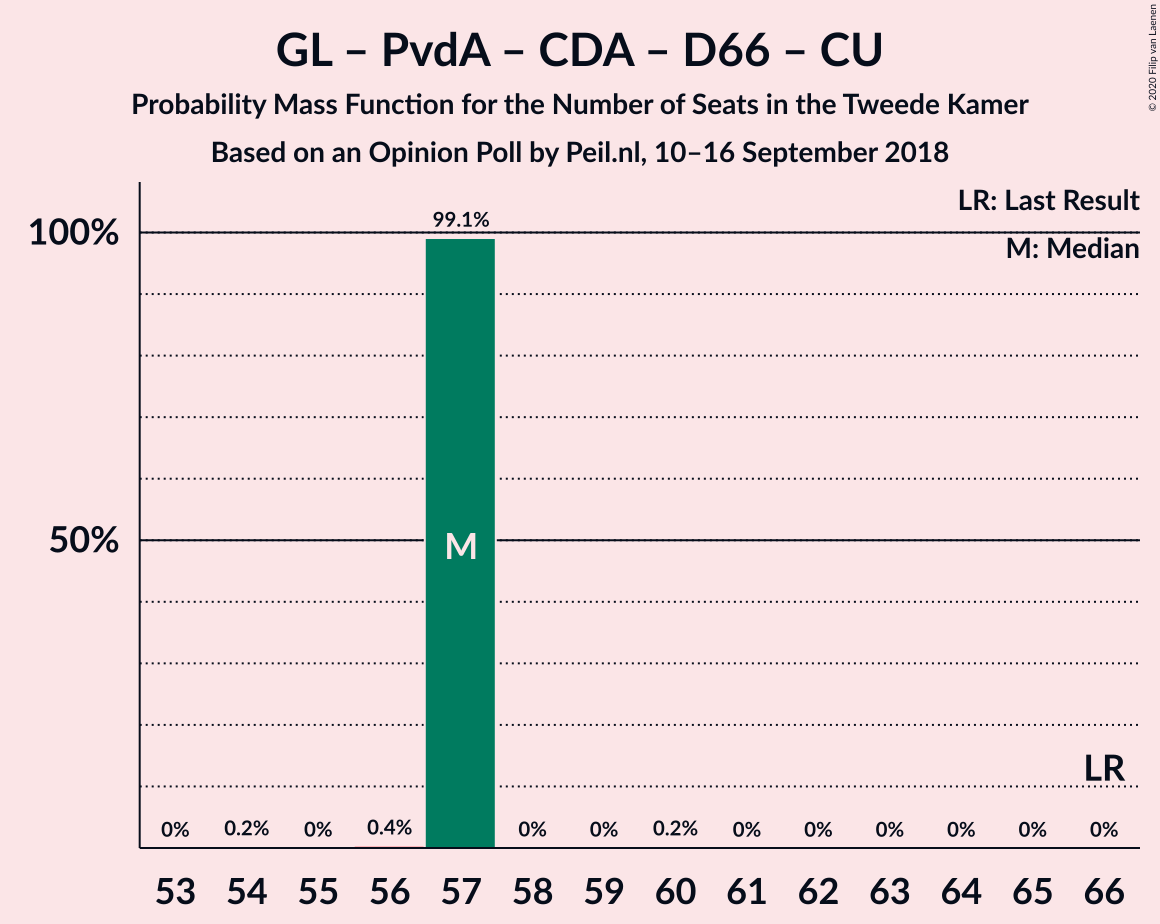 GL – PvdA – CDA – D66 – CU
Probability Mass Function for the Number of Seats in the Tweede Kamer
Based on an Opinion Poll by Peil.nl, 10–16 September 2018
© 2020 Filip van Laenen
LR: Last Result
M: Median
100%
50%
99.1%
M
LR
0% 0.2% 0% 0.4% 0% 0% 0.2% 0% 0% 0% 0% 0% 0%
53 54 55 56 57 58 59 60 61 62 63 64 65 66